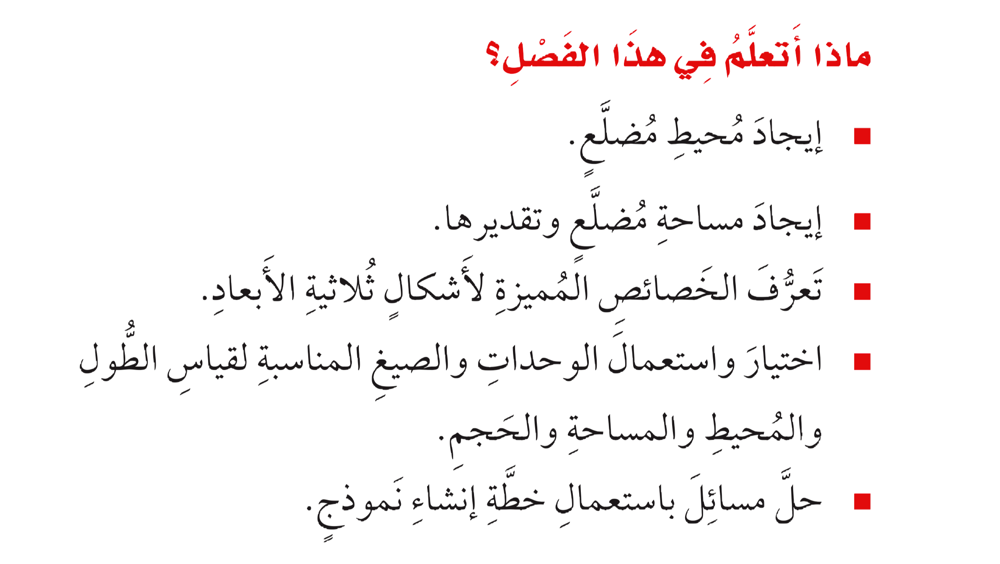 ماذا أَتعلَّمُ فِي هذَا الفَصْلِ؟
■ إيجادَ مُحيطِ مُضلَّعٍ.
■ إيجادَ مساحةِ مُضلَّعٍ وتقديرها.
■ تَعرُّفَ الخَصائصِ المُميزةِ لأَشكالٍ ثُلاثيةِ الأَبعادِ.
■ اختيارَ واستعمالَ الوحداتِ والصيغِ المناسبةِ لقياسِ الطُّولِ
والمُحيطِ والمساحةِ والحَجمِ.
■ حلَّ مسائِلَ باستعمالِ خطَّةِ إنشاءِ نَموذجٍ.